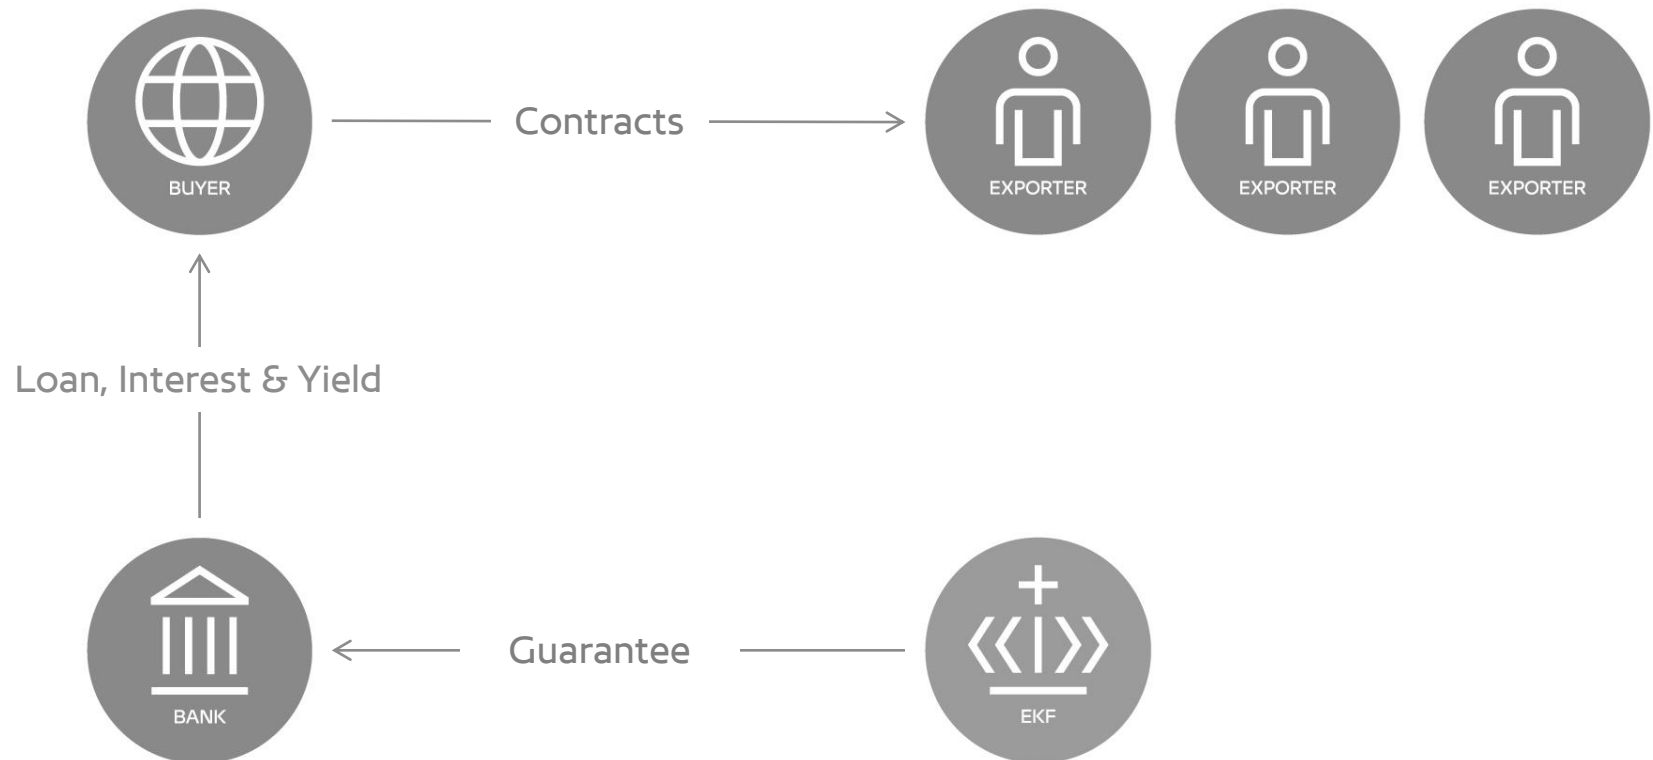 Contracts
BUYER
EXPORTER
EXPORTER
EXPORTER
Loan, Interest & Yield
Guarantee
BANK
EKF